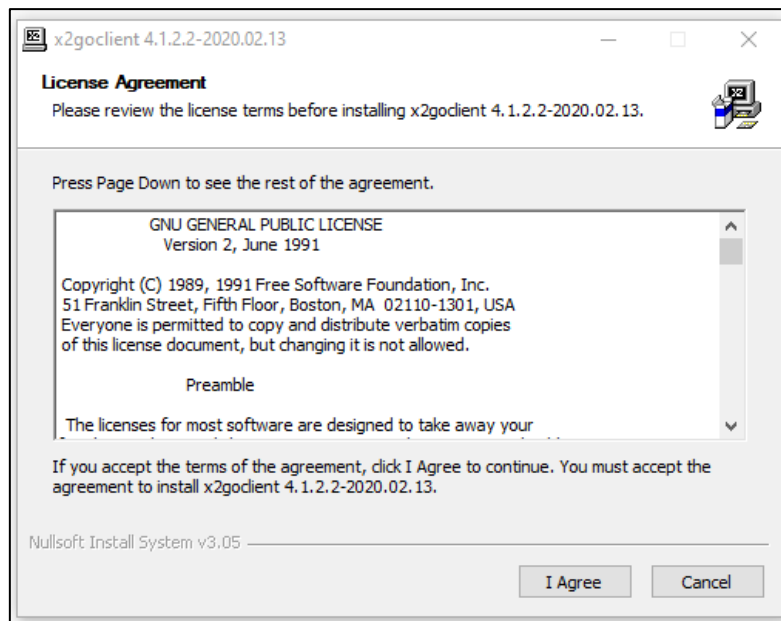 x2goclient 4.1.2.2-2020.02.13
License Agreement
Please review the license terms before installing x2goclient 4.1.2.2-2020.02.13.
Press Page Down to see the rest of the agreement.
GNU GENERAL PUBLIC LICENSE
Version 2, June 1991
Copyright (C) 1989, 1991 Free Software Foundation, Inc.
51 Franklin Street, Fifth Floor, Boston, MA  02110-1301, USA
Everyone is permitted to copy and distribute verbatim copies
of this license document, but changing it is not allowed.
Preamble
The licenses for most software are designed to take away your
If you accept the terms of the agreement, click I Agree to continue. You must accept the
agreement to install x2goclient 4.1.2.2-2020.02.13.
Nullsoft Install System v3.05
I Agree
Cancel